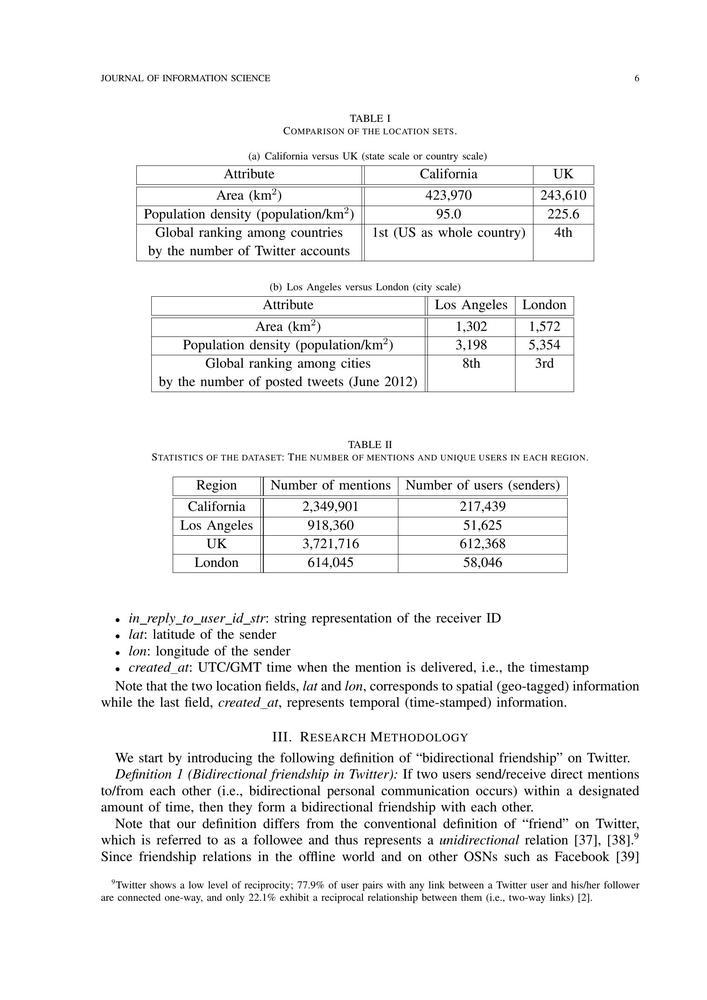 JOURNAL OF INFORMATION SCIENCE 6
TABLE I
COMPARISON OF THE LOCATION SETS.
(a) California versus UK (state scale or country scale)
Attribute California UK
Area (km²) 423,970 243,610
Population density (population/km²) 95.0 225.6
Global ranking among countries 1st (US as whole country) 4th
by the number of Twitter accounts
(b) Los Angeles versus London (city scale)
Attribute Los Angeles London
Area (km²) 1,302 1,572
Population density (population/km²) 3,198 5,354
Global ranking among cities 8th 3rd
by the number of posted tweets (June 2012)
TABLE II
STATISTICS OF THE DATASET: THE NUMBER OF MENTIONS AND UNIQUE USERS IN EACH REGION.
Region Number of mentions Number of users (senders)
California 2,349,901 217,439
Los Angeles 918,360 51,625
UK 3,721,716 612,368
London 614,045 58,046
• in_reply_to_user_id_str: string representation of the receiver ID
• lat: latitude of the sender
• lon: longitude of the sender
• created_at: UTC/GMT time when the mention is delivered, i.e., the timestamp
Note that the two location fields, lat and lon, corresponds to spatial (geo-tagged) information
while the last field, created_at, represents temporal (time-stamped) information.
III. RESEARCH METHODOLOGY
We start by introducing the following definition of “bidirectional friendship” on Twitter.
Definition 1 (Bidirectional friendship in Twitter): If two users send/receive direct mentions
to/from each other (i.e., bidirectional personal communication occurs) within a designated
amount of time, then they form a bidirectional friendship with each other.
Note that our definition differs from the conventional definition of “friend” on Twitter,
which is referred to as a followee and thus represents a unidirectional relation [37], [38].⁹
Since friendship relations in the offline world and on other OSNs such as Facebook [39]
⁹Twitter shows a low level of reciprocity; 77.9% of user pairs with any link between a Twitter user and his/her follower
are connected one-way, and only 22.1% exhibit a reciprocal relationship between them (i.e., two-way links) [2].